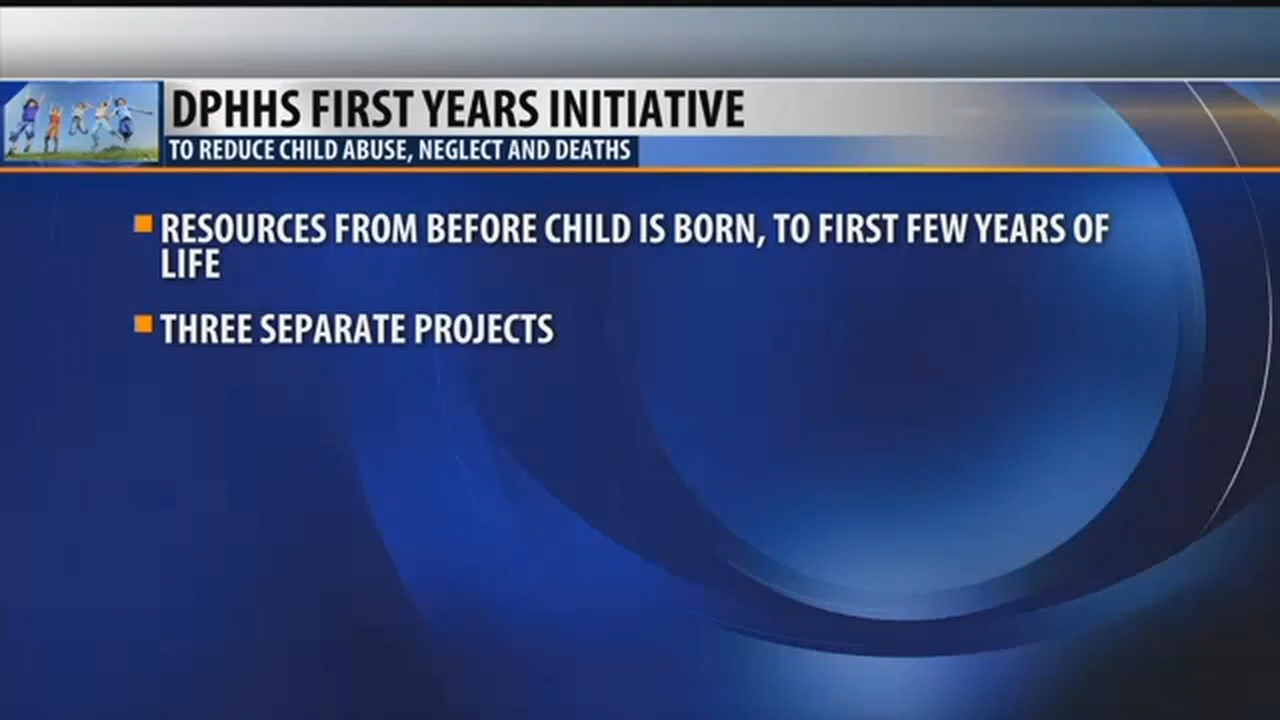 DPHHS FIRST YEARS INITIATIVE
TO REDUCE CHILD ABUSE, NEGLECT AND DEATHS
RESOURCES FROM BEFORE CHILD IS BORN, TO FIRST FEW YEARS OF
LIFE
THREE SEPARATE PROJECTS